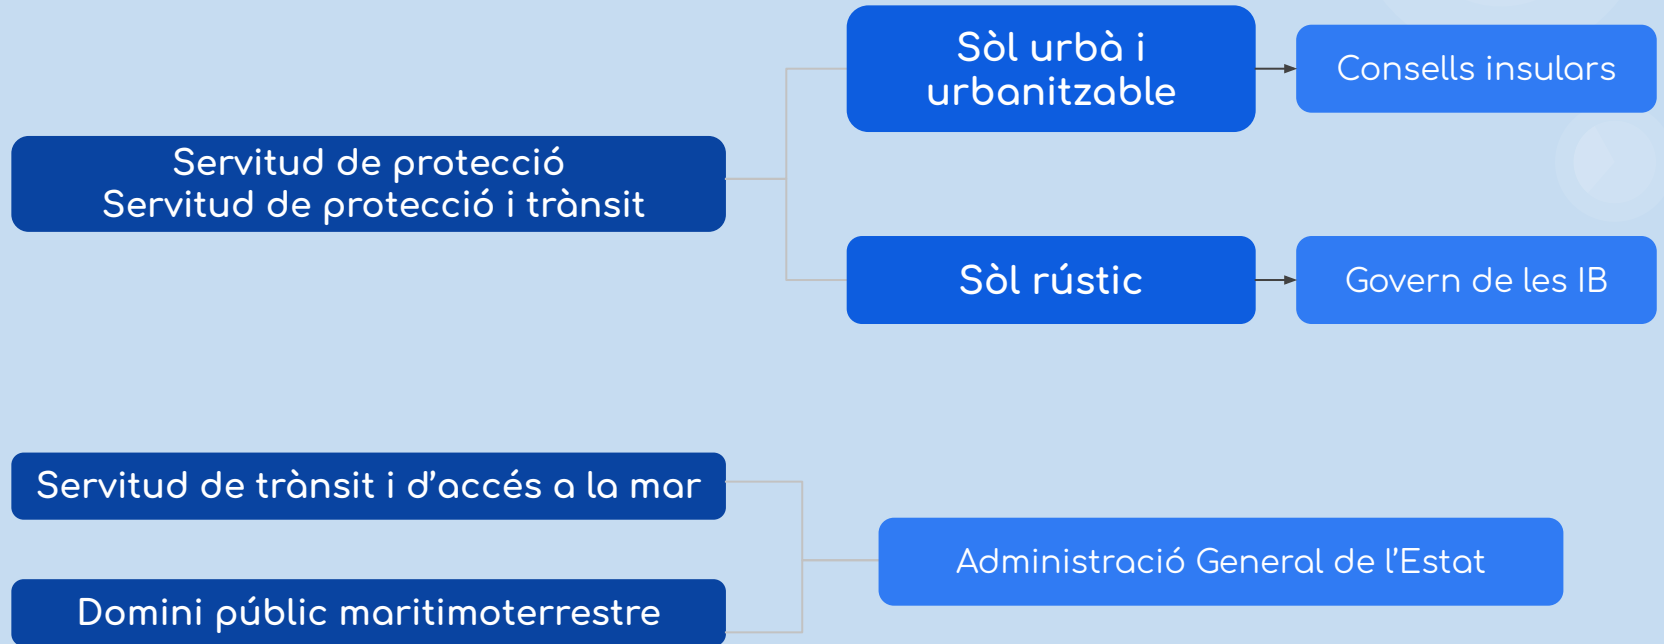 Sòl urbà i
urbanitzable
Consells insulars
Servitud de protecció
Servitud de protecció i trànsit
Sòl rústic
Govern de les IB
Servitud de trànsit i d'accés a la mar
Administració General de l'Estat
Domini públic maritimoterrestre